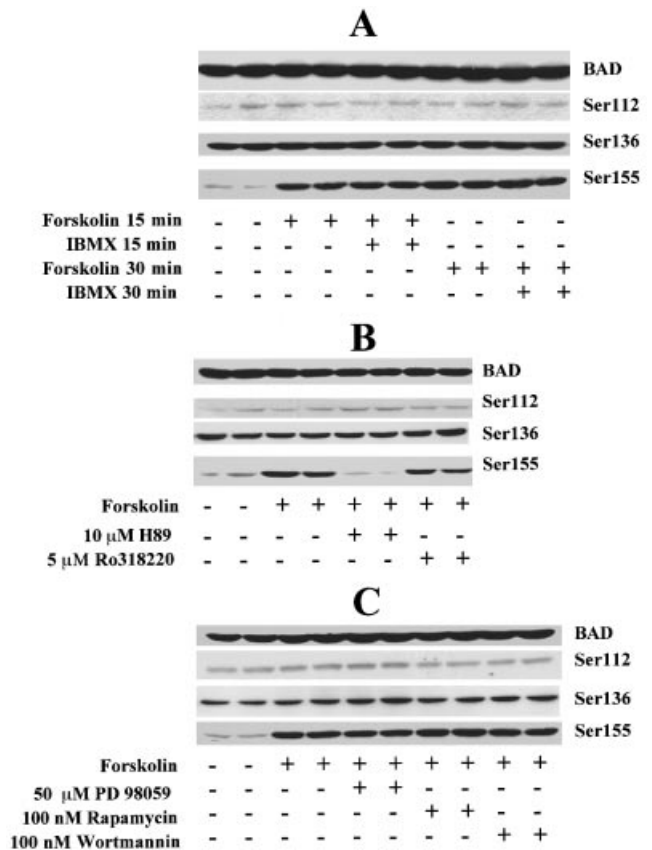 A
BAD
Ser112
Ser136
Ser155
Forskolin 15 min - - + + + + - - - -
IBMX 15 min - - - - + + - - - -
Forskolin 30 min - - - - - - + + + +
IBMX 30 min - - - - - - - - + +
B
BAD
Ser112
Ser136
Ser155
Forskolin - - + + + + + +
10 μM H89 - - - - + + - -
5 μM Ro318220 - - - - - - + +
C
BAD
Ser112
Ser136
Ser155
Forskolin - - + + + + + + + +
50 μM PD 98059 - - - - + + - - - -
100 nM Rapamycin - - - - - - + + - -
100 nM Wortmannin - - - - - - - - + +